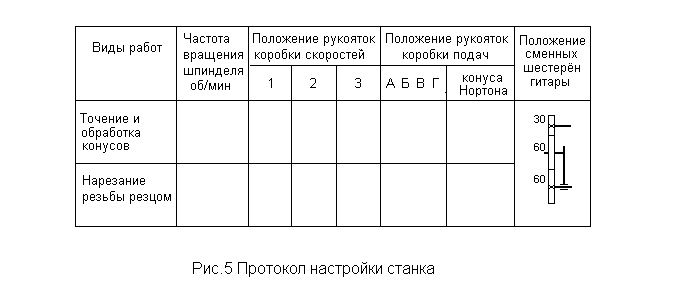 Виды работ
Частота
вращения
шпинделя
об/мин
Положение рукояток
коробки скоростей
1 2 3
Положение рукояток
коробки подач
А Б В Г
конуса
Нортона
Положение
сменных
шестерён
гитары
Точение и
обработка
конусов
30
60
60
Нарезание
резьбы резцом
Рис.5 Протокол настройки станка